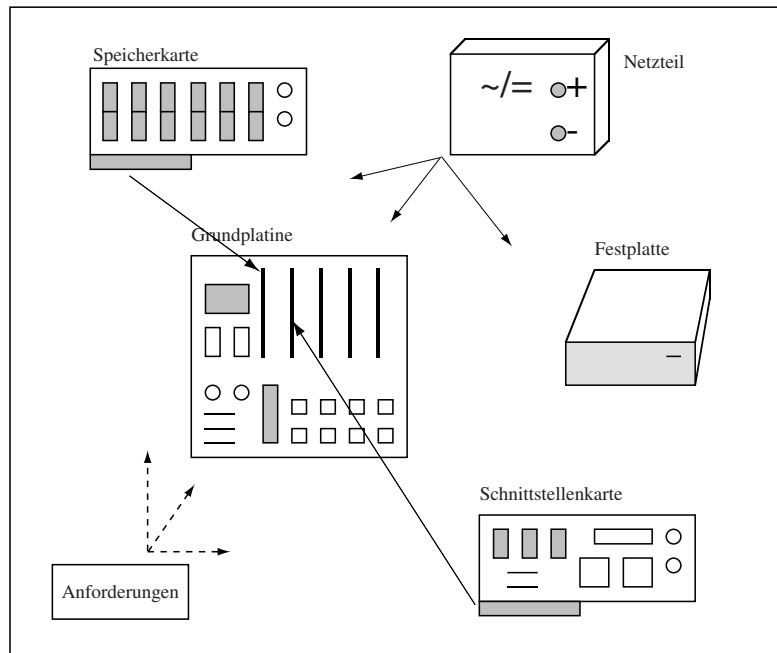 Speicherkarte
Netzteil
~/= +
-
Grundplatine
Festplatte
Schnittstellenkarte
Anforderungen